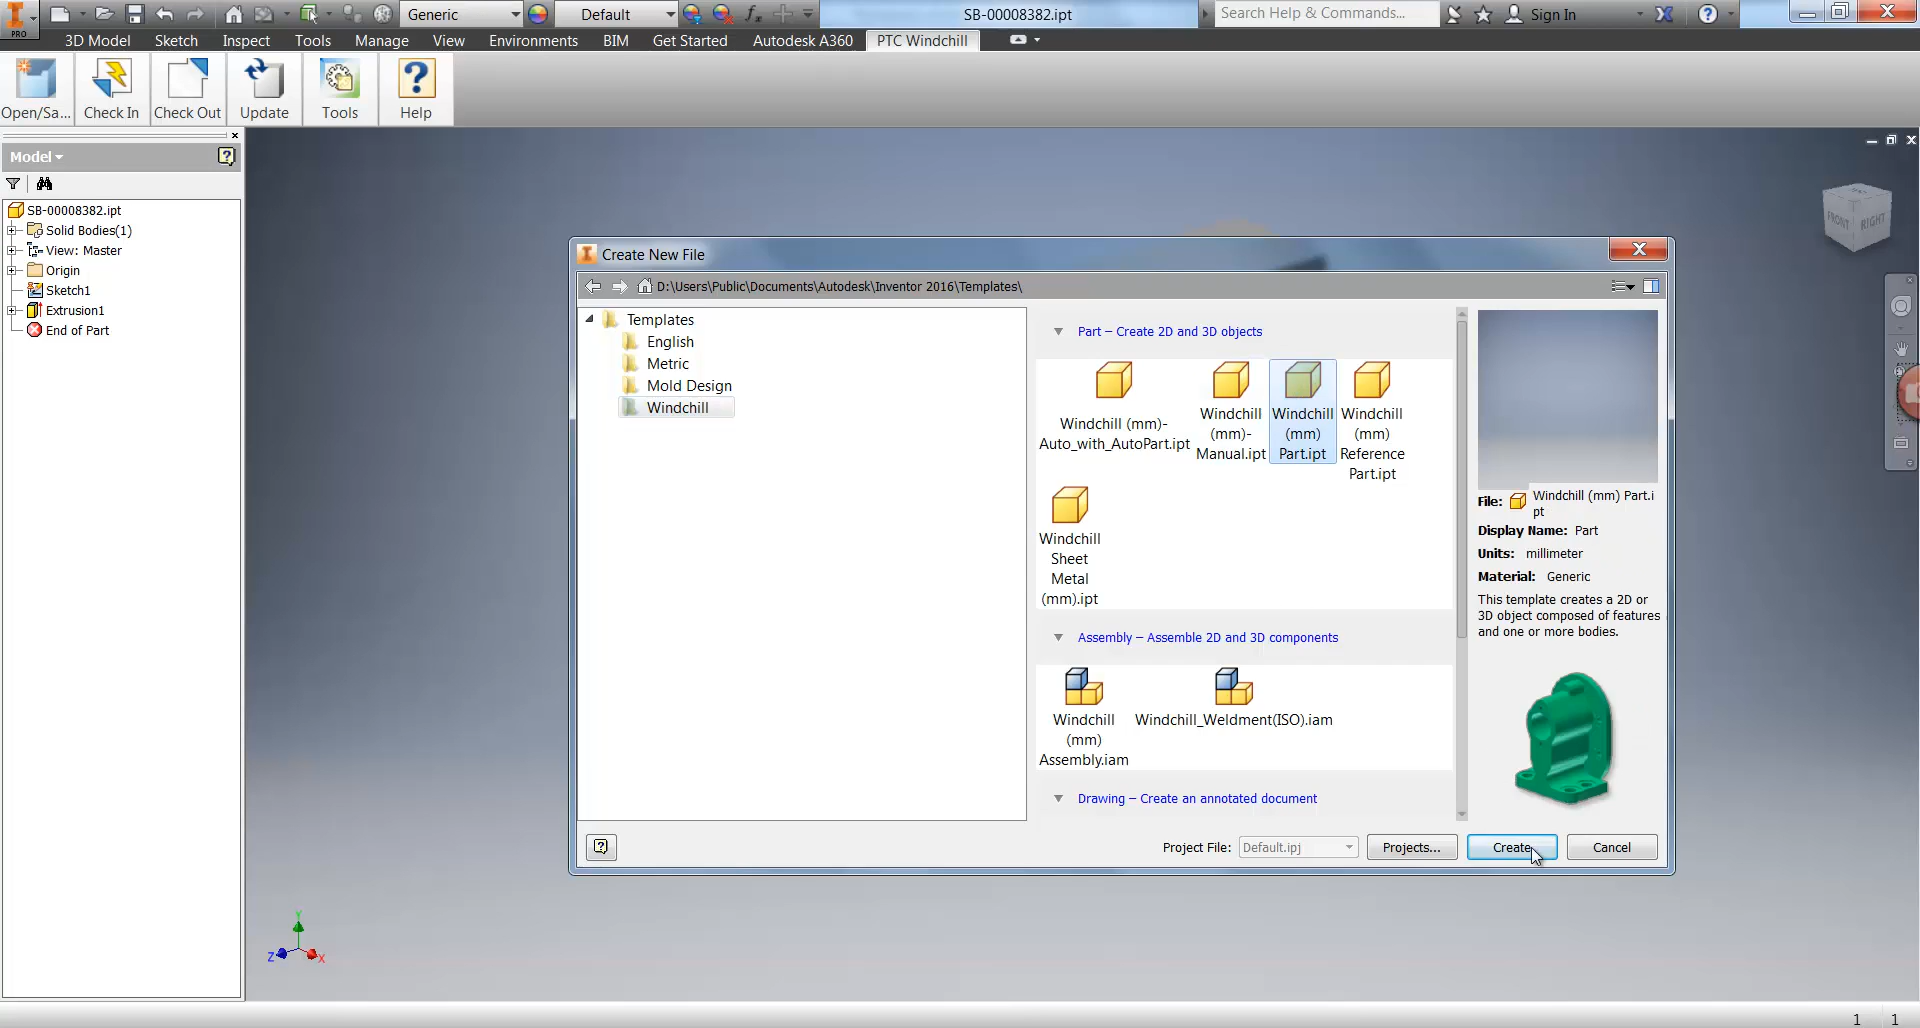 PRO
Generic
Default
SB-00008382.ipt
Search Help & Commands...
Sign In
3D Model
Sketch
Inspect
Tools
Manage
View
Environments
BIM
Get Started
Autodesk A360
PTC Windchill
Open/Sa...
Check In
Check Out
Update
Tools
Help
Model
SB-00008382.ipt
Solid Bodies(1)
View: Master
Origin
Sketch1
Extrusion1
End of Part
FRONT
RIGHT
Create New File
D:\Users\Public\Documents\Autodesk\Inventor 2016\Templates\
Templates
English
Metric
Mold Design
Windchill
Part – Create 2D and 3D objects
Windchill (mm)-
Auto_with_AutoPart.ipt
Windchill
(mm)-
Manual.ipt
Windchill
(mm)
Part.ipt
Windchill
(mm)
Reference
Part.ipt
Windchill
Sheet
Metal
(mm).ipt
Assembly – Assemble 2D and 3D components
Windchill
(mm)
Assembly.iam
Windchill_Weldment(ISO).iam
Drawing – Create an annotated document
File: Windchill (mm) Part.i
pt
Display Name: Part
Units: millimeter
Material: Generic
This template creates a 2D or
3D object composed of features
and one or more bodies.
Project File:
Default.ipj
Projects...
Create
Cancel
Y
Z
X
1
1